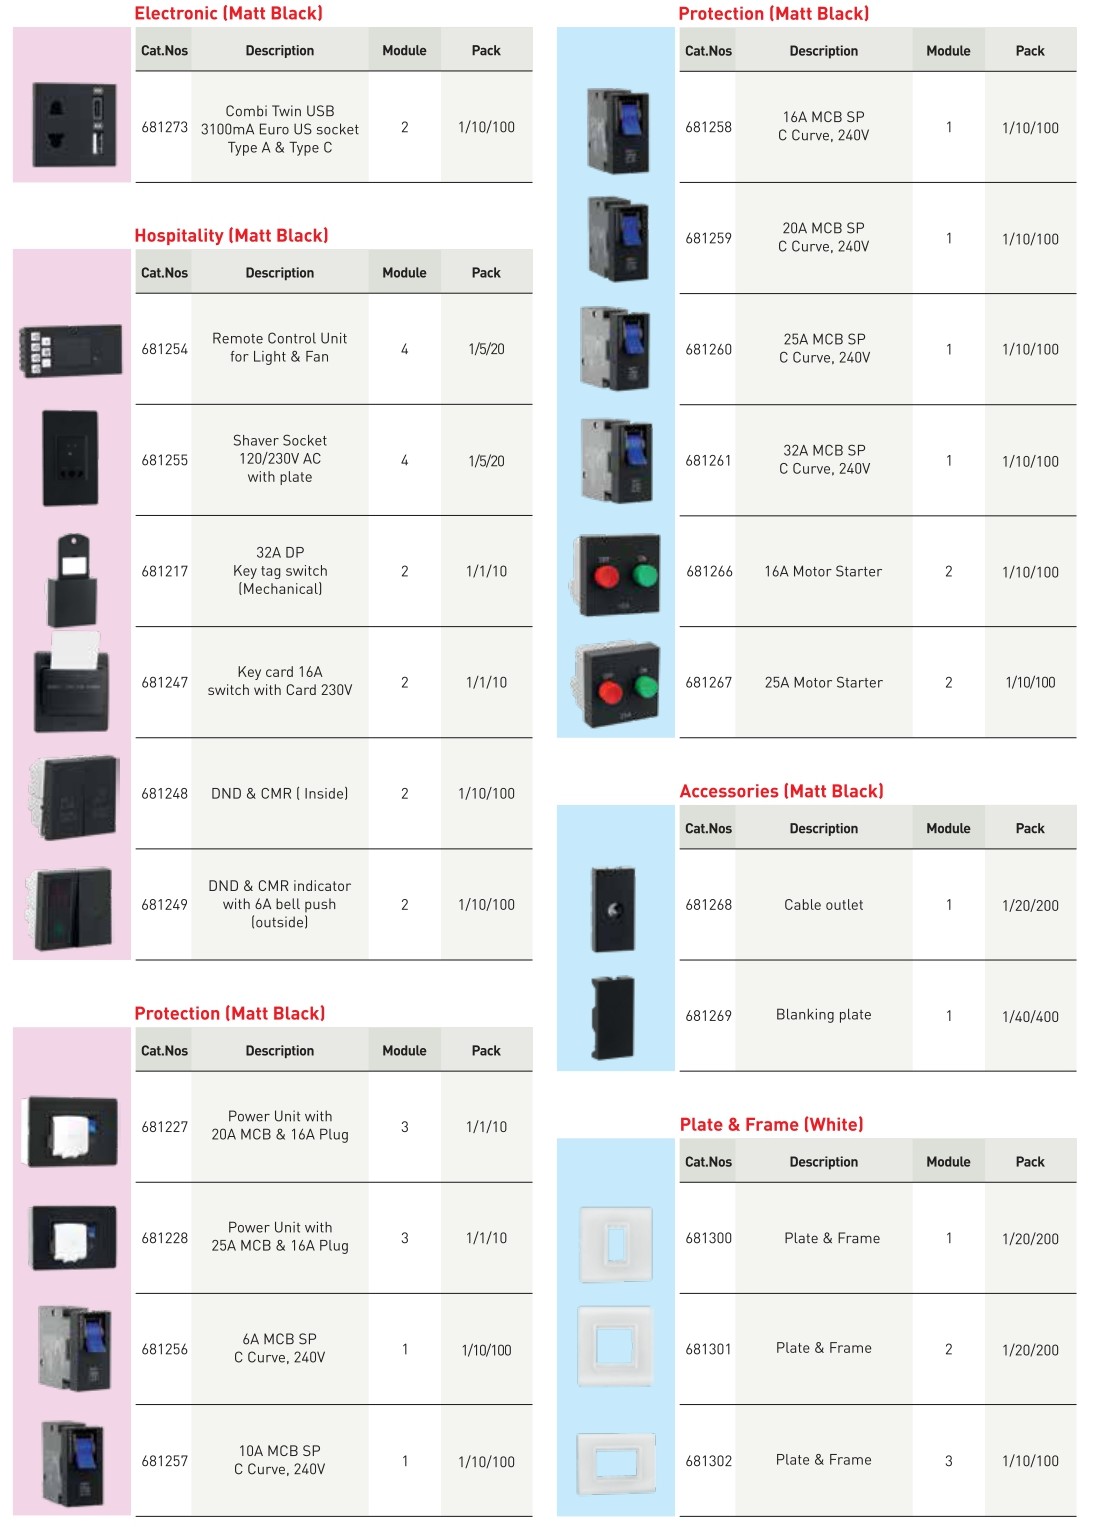 Electronic (Matt Black)
Cat.Nos Description Module Pack
681273 Combi Twin USB 3100mA Euro US socket Type A & Type C 2 1/10/100
Hospitality (Matt Black)
Cat.Nos Description Module Pack
681254 Remote Control Unit for Light & Fan 4 1/5/20
681255 Shaver Socket 120/230V AC with plate 4 1/5/20
681217 32A DP Key tag switch (Mechanical) 2 1/1/10
681247 Key card 16A switch with Card 230V 2 1/1/10
681248 DND & CMR ( Inside) 2 1/10/100
681249 DND & CMR indicator with 6A bell push (outside) 2 1/10/100
Protection (Matt Black)
Cat.Nos Description Module Pack
681227 Power Unit with 20A MCB & 16A Plug 3 1/1/10
681228 Power Unit with 25A MCB & 16A Plug 3 1/1/10
681256 6A MCB SP C Curve, 240V 1 1/10/100
681257 10A MCB SP C Curve, 240V 1 1/10/100
Protection (Matt Black)
Cat.Nos Description Module Pack
681258 16A MCB SP C Curve, 240V 1 1/10/100
681259 20A MCB SP C Curve, 240V 1 1/10/100
681260 25A MCB SP C Curve, 240V 1 1/10/100
681261 32A MCB SP C Curve, 240V 1 1/10/100
681266 16A Motor Starter 2 1/10/100
681267 25A Motor Starter 2 1/10/100
Accessories (Matt Black)
Cat.Nos Description Module Pack
681268 Cable outlet 1 1/20/200
681269 Blanking plate 1 1/40/400
Plate & Frame (White)
Cat.Nos Description Module Pack
681300 Plate & Frame 1 1/20/200
681301 Plate & Frame 2 1/20/200
681302 Plate & Frame 3 1/10/100